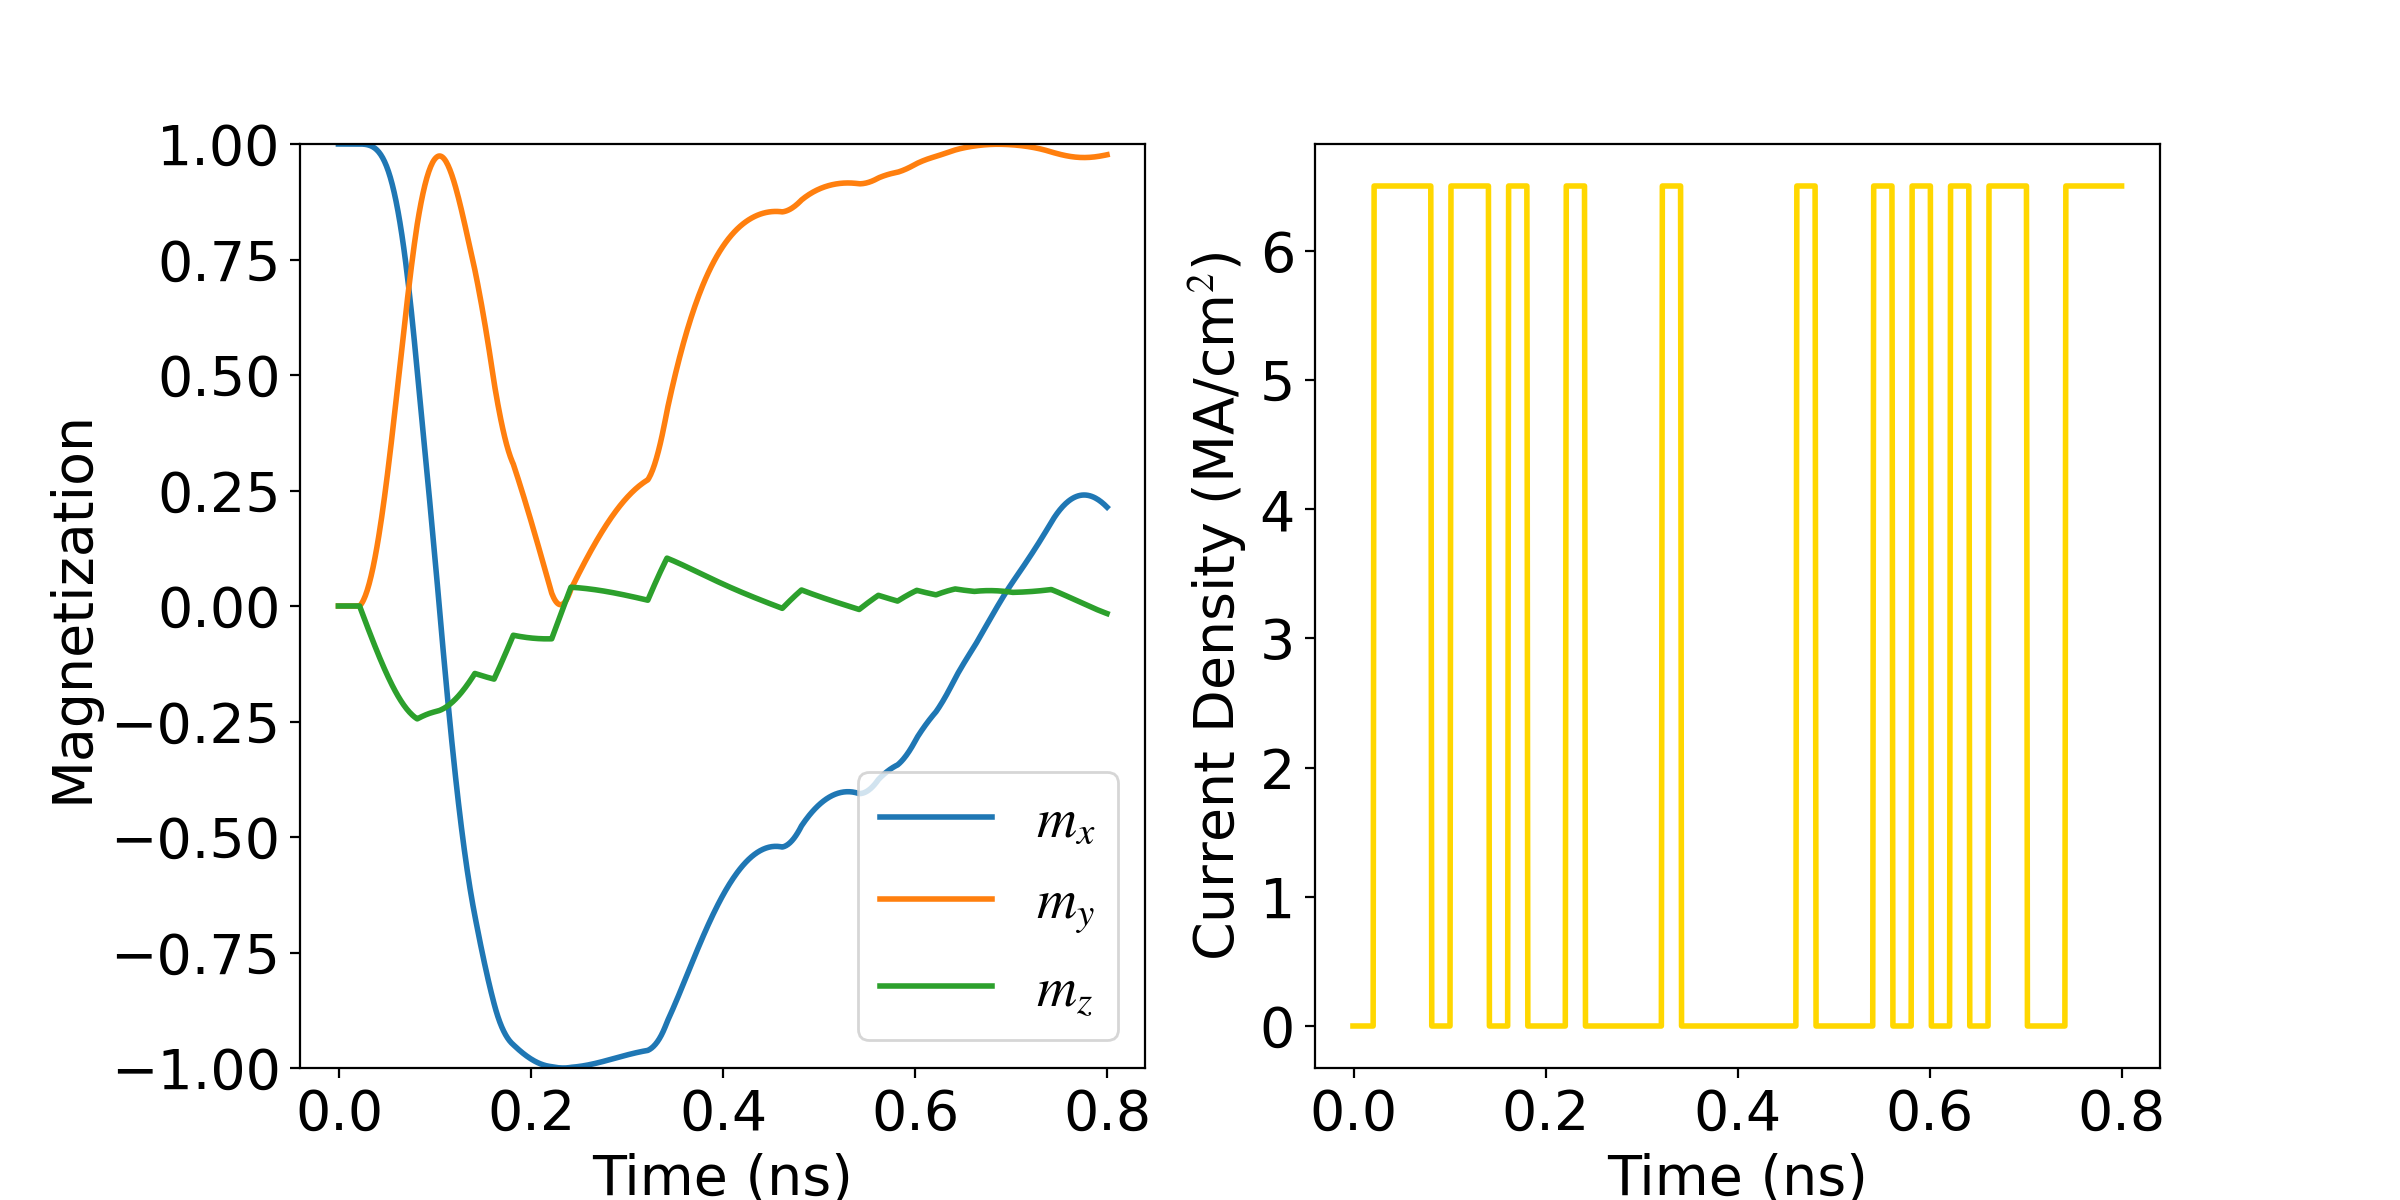 1.00
0.75
0.50
0.25
0.00
−0.25
−0.50
−0.75
−1.00
Magnetization
0.0 0.2 0.4 0.6 0.8
Time (ns)
m_x
m_y
m_z
6
5
4
3
2
1
0
Current Density (MA/cm²)
0.0 0.2 0.4 0.6 0.8
Time (ns)